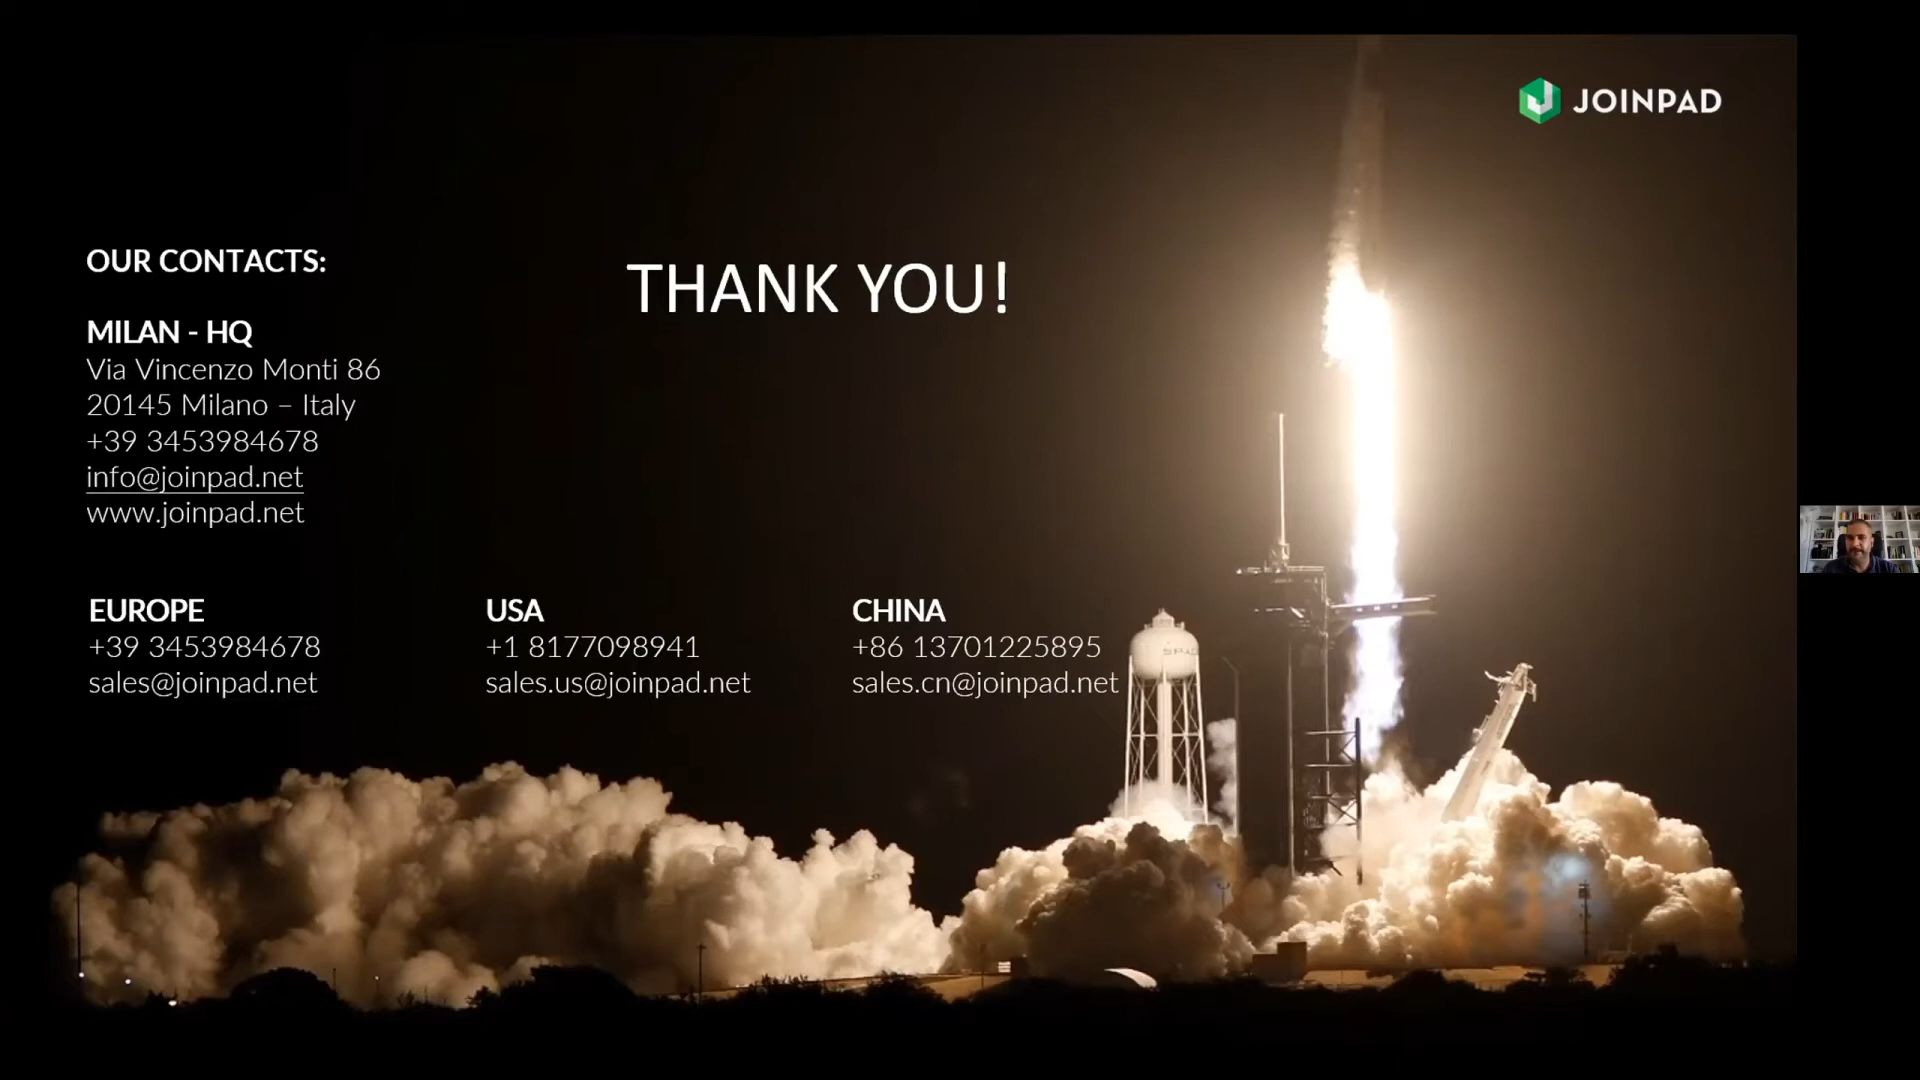 JOINPAD
THANK YOU!
OUR CONTACTS:
MILAN - HQ
Via Vincenzo Monti 86
20145 Milano – Italy
+39 3453984678
info@joinpad.net
www.joinpad.net
EUROPE
+39 3453984678
sales@joinpad.net
USA
+1 8177098941
sales.us@joinpad.net
CHINA
+86 13701225895
sales.cn@joinpad.net